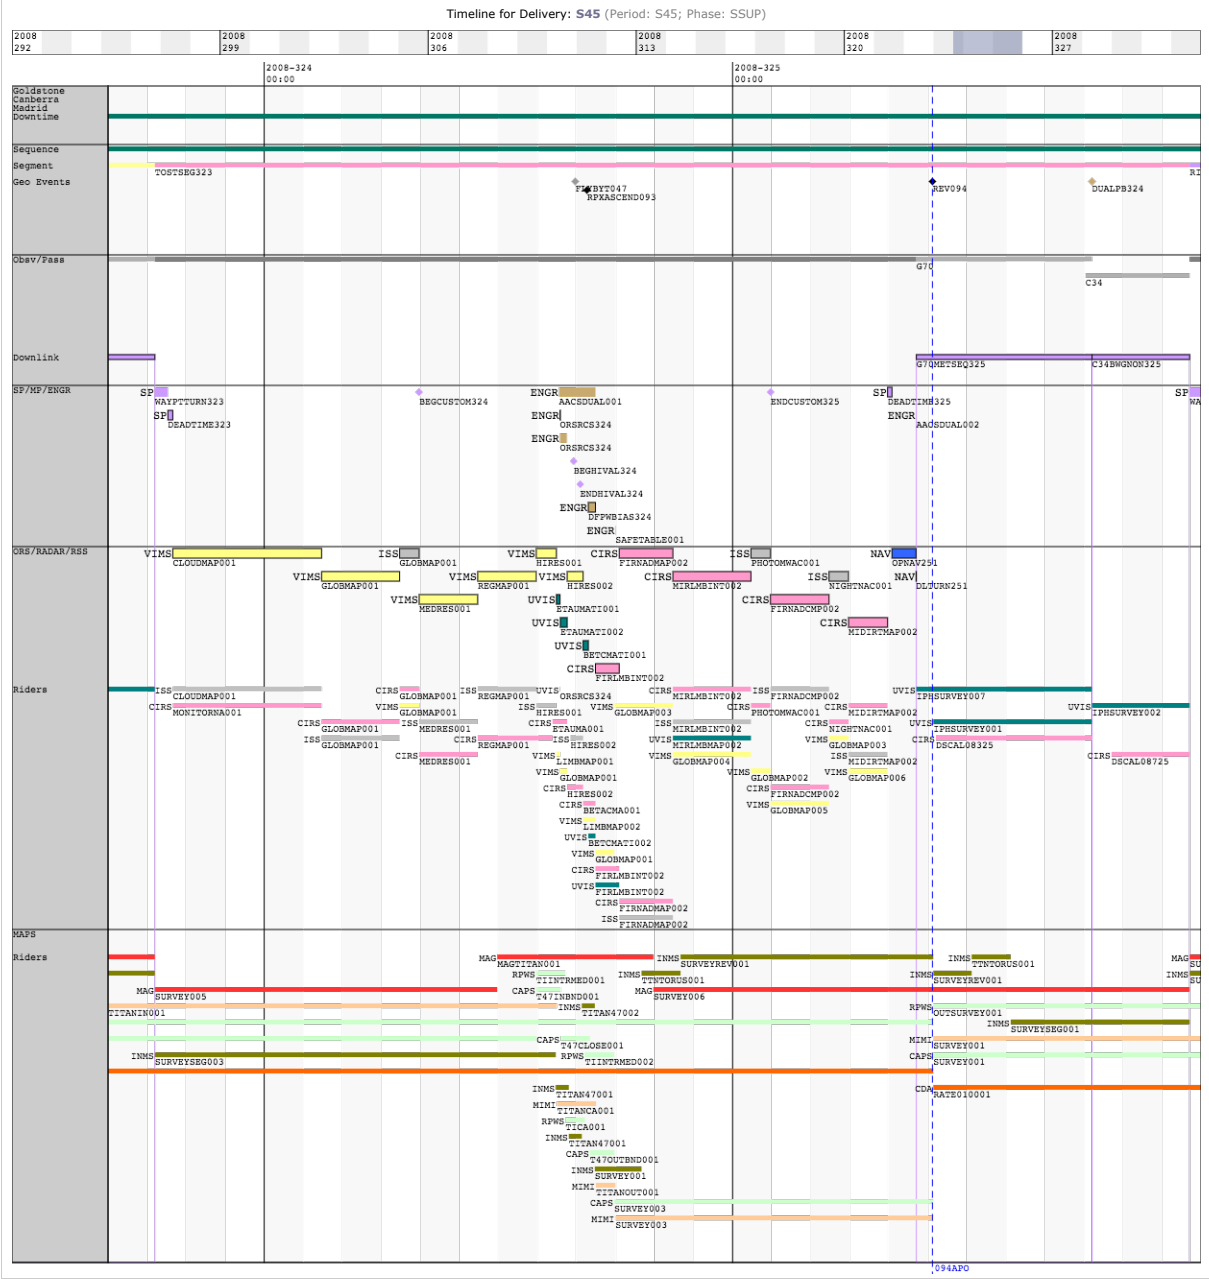 Timeline for Delivery: S45 (Period: S45; Phase: SSUP)
2008 2008 2008 2008 2008 2008
292 299 306 313 320 327
2008-324 2008-325
00:00 00:00
Goldstone
Canberra
Madrid
Downtime
Sequence
Segment
TOSTSEG323 RI
Geo Events
FLYBYT047 REV094 DUALPB324
RPXASCEND093
Obsv/Pass
G70
C34
Downlink
G70METSEQ325 C34BWGNON325
SP/MP/ENGR SP ENGR SP SP
WAYPTTURN323 BEGCUSTOM324 AACSDUAL001 ENDCUSTOM325 DEADTIME325 WA
SP ENGR ENGR
DEADTIME323 ORSRCS324 AACSDUAL002
ENGR
ORSRCS324
BEGHIVAL324
ENDHIVAL324
ENGR
DFPWBIAS324
ENGR
SAFETABLE001
ORS/RADAR/RSS VIMS ISS VIMS CIRS ISS NAV
CLOUDMAP001 GLOBMAP001 HIRES001 FIRNADMAP002 PHOTOMWAC001 OPNAV251
VIMS VIMS VIMS CIRS ISS NAV
GLOBMAP001 REGMAP001 HIRES002 MIRLMBINT002 NIGHTNAC001 DLTURN251
VIMS UVIS CIRS
MEDRES001 ETAUMATI001 FIRNADCMP002
UVIS CIRS
ETAUMATI002 MIDIRTMAP002
UVIS
BETCMATI001
CIRS
FIRLMBINT002
Riders ISS CIRS ISS UVIS CIRS ISS CIRS UVIS
CLOUDMAP001 GLOBMAP001 REGMAP001 ORSRCS324 MIRLMBINT002 FIRNADCMP002 MIDIRTMAP002 IPHSURVEY007
CIRS VIMS ISS VIMS CIRS CIRS UVIS
MONITORNA001 GLOBMAP001 HIRES001 GLOBMAP003 PHOTOMWAC001 MIDIRTMAP002 IPHSURVEY002
CIRS ISS CIRS ISS CIRS UVIS
GLOBMAP001 MEDRES001 ETAUMA001 MIRLMBINT002 NIGHTNAC001 IPHSURVEY001
ISS CIRS ISS UVIS VIMS CIRS
GLOBMAP001 REGMAP001 HIRES002 MIRLMBMAP002 GLOBMAP003 DSCAL08325
CIRS VIMS VIMS ISS CIRS
MEDRES001 LIMBMAP001 GLOBMAP004 MIDIRTMAP002 DSCAL08725
VIMS VIMS VIMS
GLOBMAP001 GLOBMAP002 GLOBMAP006
CIRS CIRS
HIRES002 FIRNADCMP002
CIRS VIMS
BETACMA001 GLOBMAP005
VIMS
LIMBMAP002
UVIS
BETCMATI002
VIMS
GLOBMAP001
CIRS
FIRLMBINT002
UVIS
FIRLMBINT002
CIRS
FIRNADMAP002
ISS
FIRNADMAP002
MAPS
Riders MAG INMS INMS MAG
MAGTITAN001 SURVEYREV001 TTNTORUS001 SU
RPWS INMS INMS INMS
TIINTRMED001 TTNTORUS001 SURVEYREV001 SU
MAG CAPS MAG
SURVEY005 T47INBND001 SURVEY006
INMS RPWS
TITANIN001 TITAN47002 OUTSURVEY001
INMS
SURVEYSEG001
CAPS MIMI
T47CLOSE001 SURVEY001
INMS RPWS CAPS
SURVEYSEG003 TIINTRMED002 SURVEY001
INMS CDA
TITAN47001 RATE010001
MIMI
TITANCA001
RPWS
TICA001
INMS
TITAN47001
CAPS
T47OUTBND001
INMS
SURVEY001
MIMI
TITANOUT001
CAPS
SURVEY003
MIMI
SURVEY003
094APO